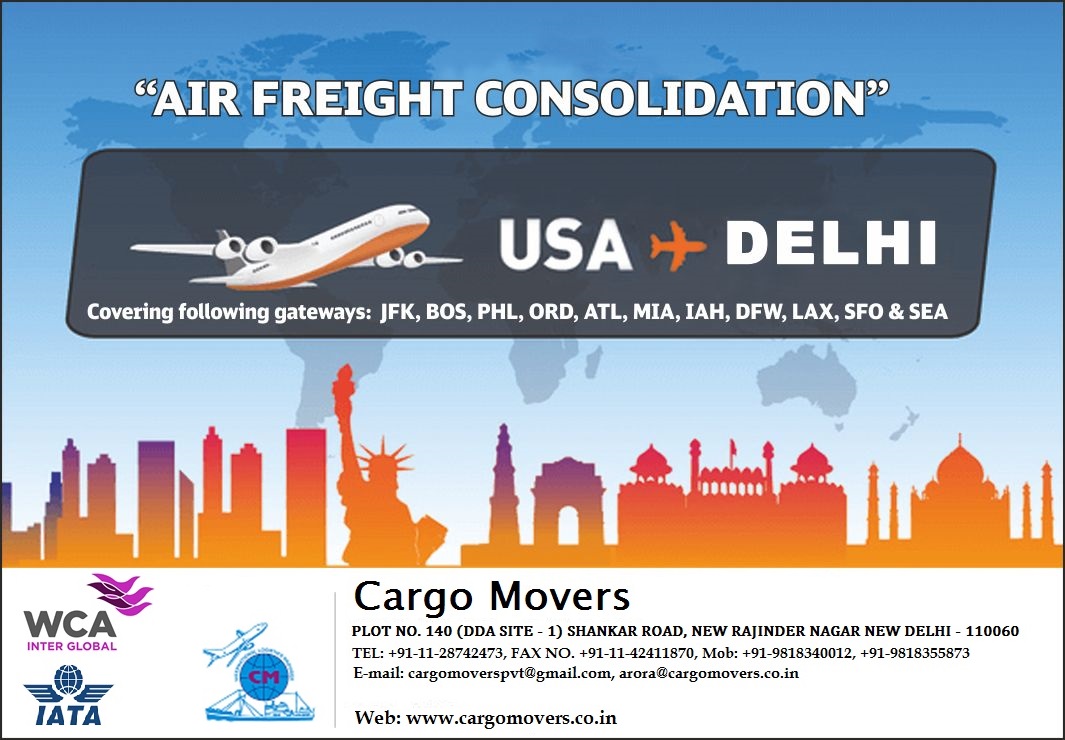 “AIR FREIGHT CONSOLIDATION”
USA DELHI
Covering following gateways: JFK, BOS, PHL, ORD, ATL, MIA, IAH, DFW, LAX, SFO & SEA
WCA
INTER GLOBAL
IATA
CM
Cargo Movers
PLOT NO. 140 (DDA SITE - 1) SHANKAR ROAD, NEW RAJINDER NAGAR NEW DELHI - 110060
TEL: +91-11-28742473, FAX NO. +91-11-42411870, Mob: +91-9818340012, +91-9818355873
E-mail: cargomoverspvt@gmail.com, arora@cargomovers.co.in
Web: www.cargomovers.co.in